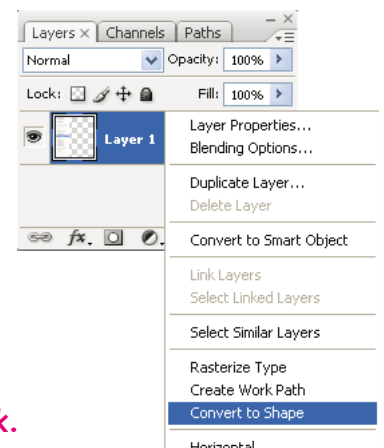 Layers × Channels Paths
Normal Opacity: 100%
Lock: Fill: 100%
Layer 1
Layer Properties...
Blending Options...
Duplicate Layer...
Delete Layer
Convert to Smart Object
Link Layers
Select Linked Layers
Select Similar Layers
Rasterize Type
Create Work Path
Convert to Shape
Horizontal
k.